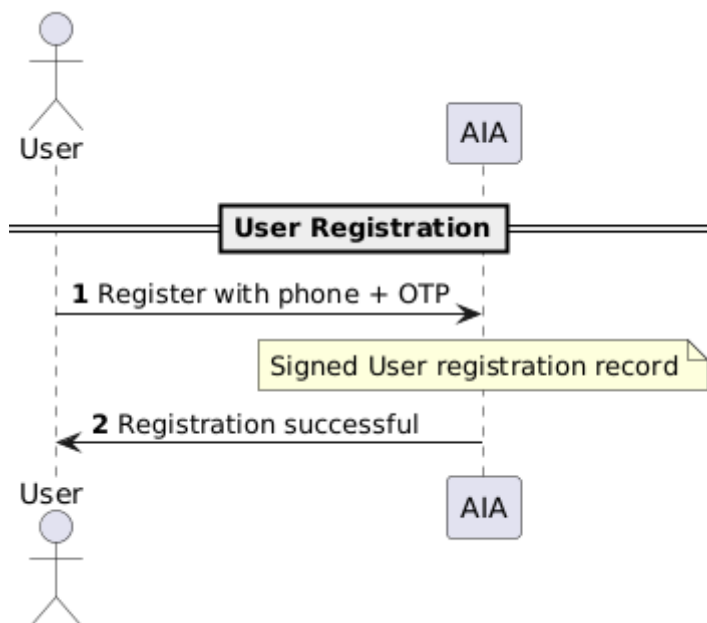 User
AIA
User Registration
1 Register with phone + OTP
Signed User registration record
2 Registration successful
User
AIA